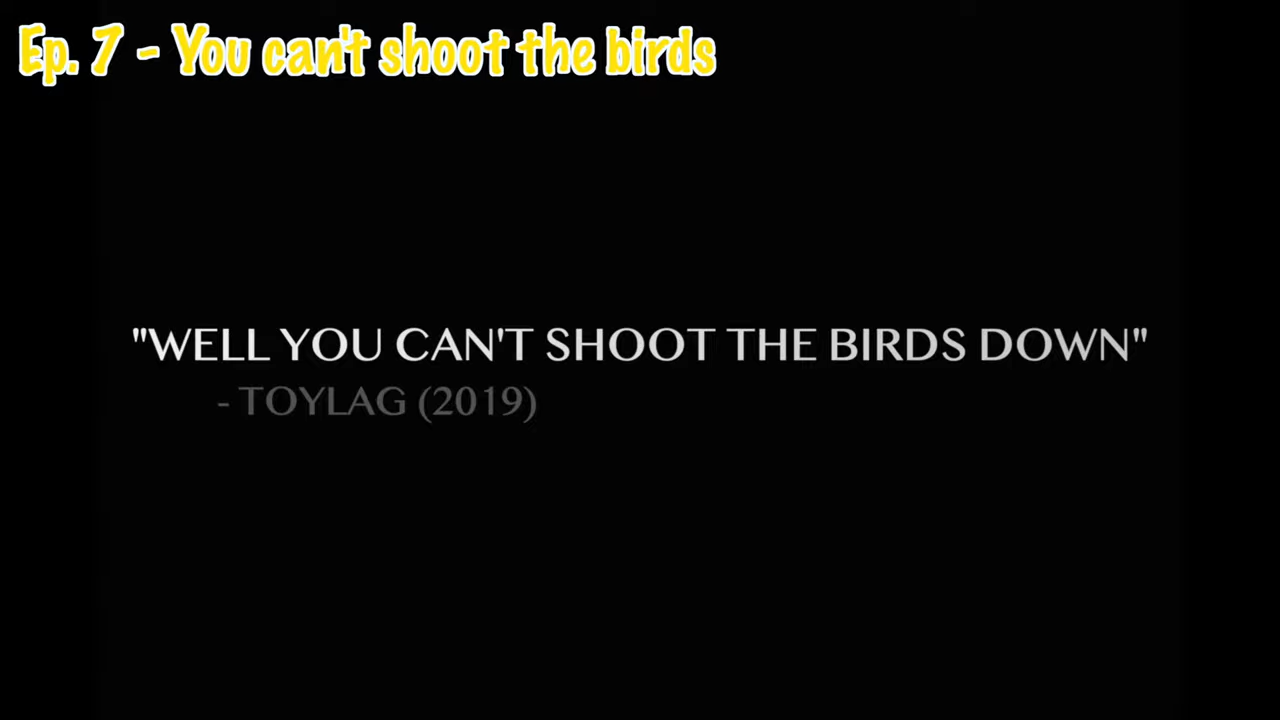 Ep. 7 - You can't shoot the birds
"WELL YOU CAN'T SHOOT THE BIRDS DOWN"
- TOYLAG (2019)